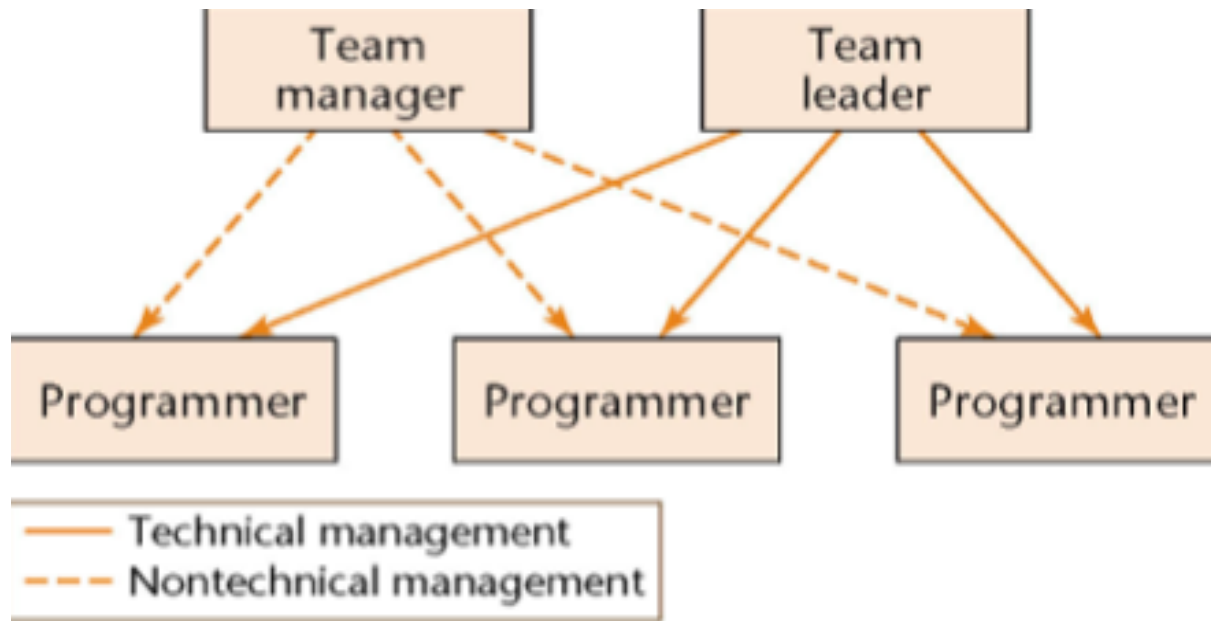 Team
manager
Team
leader
Programmer
Programmer
Programmer
Technical management
Nontechnical management